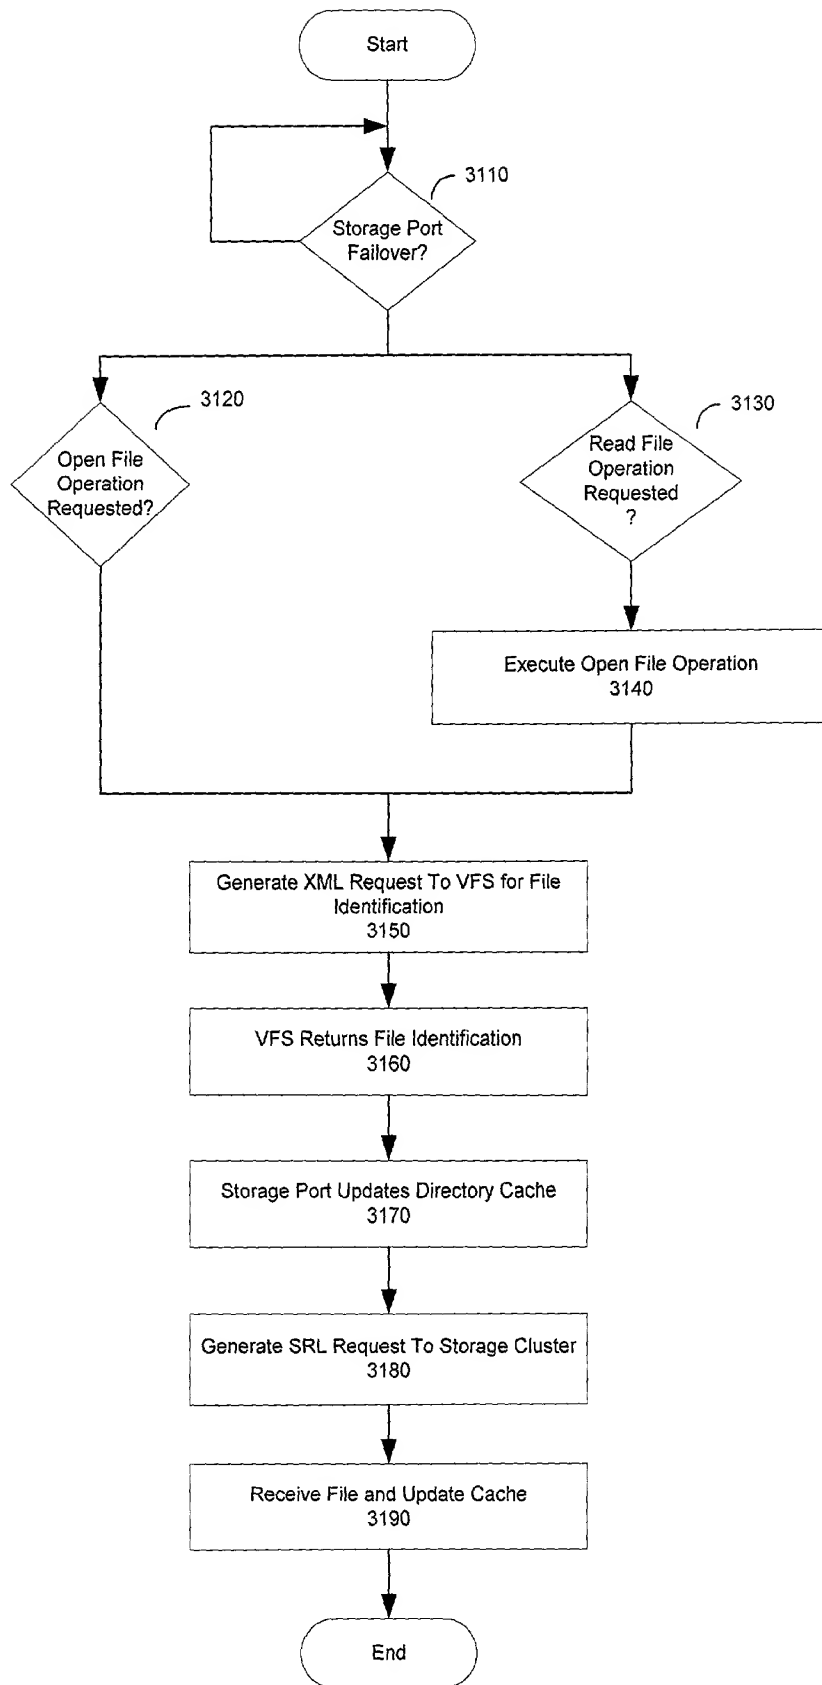 Start
3110
Storage Port
Failover?
3120
3130
Open File
Operation
Requested?
Read File
Operation
Requested
?
Execute Open File Operation
3140
Generate XML Request To VFS for File
Identification
3150
VFS Returns File Identification
3160
Storage Port Updates Directory Cache
3170
Generate SRL Request To Storage Cluster
3180
Receive File and Update Cache
3190
End